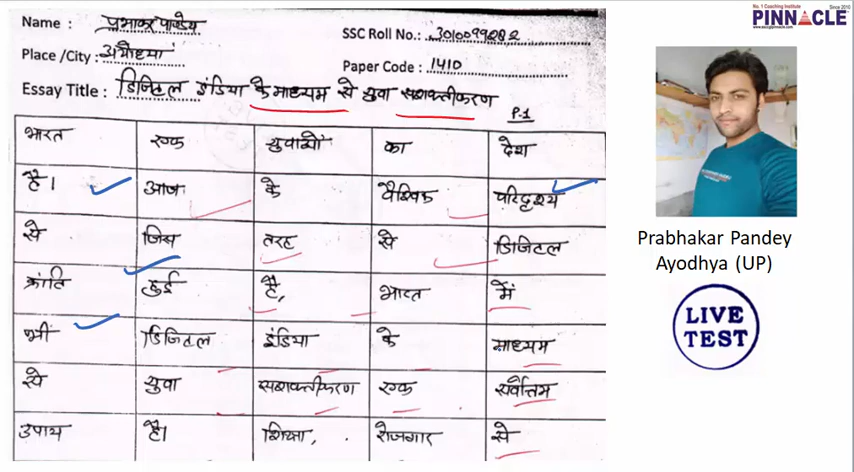 No. 1 Coaching Institute
Since 2015
PINNACLE
Name : प्रभाकर पाण्डेय
SSC Roll No.: 3010099282
Place /City : अयोध्या
Paper Code : 1410
Essay Title : डिजिटल इंडिया के माध्यम से युवा सशक्तीकरण
P-1
भारत एक युवाओं का देश
है। आज के वैश्विक परिदृश्य
से जिस तरह से डिजिटल
क्रांति हुई है, भारत में
भी डिजिटल इंडिया के माध्यम
से युवा सशक्तीकरण एक सर्वोत्तम
उपाय है। शिक्षा, रोजगार से
Prabhakar Pandey
Ayodhya (UP)
LIVE
TEST